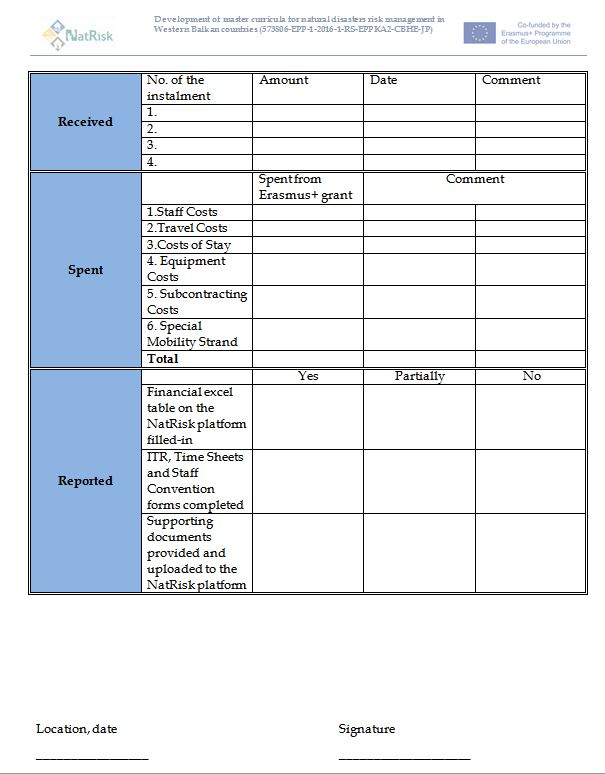 NatRisk
Development of master curricula for natural disasters risk management in
Western Balkan countries (573806-EPP-1-2016-1-RS-EPPKA2-CBHE-JP)
Co-funded by the
Erasmus+ Programme
of the European Union
No. of the Amount Date Comment
instalment
Received
1.
2.
3.
4.
Spent from Comment
Erasmus+ grant
1.Staff Costs
2.Travel Costs
3.Costs of Stay
Spent
4. Equipment
Costs
5. Subcontracting
Costs
6. Special
Mobility Strand
Total
Yes Partially No
Financial excel
table on the
NatRisk platform
filled-in
ITR, Time Sheets
and Staff
Reported
Convention
forms completed
Supporting
documents
provided and
uploaded to the
NatRisk platform
Location, date Signature